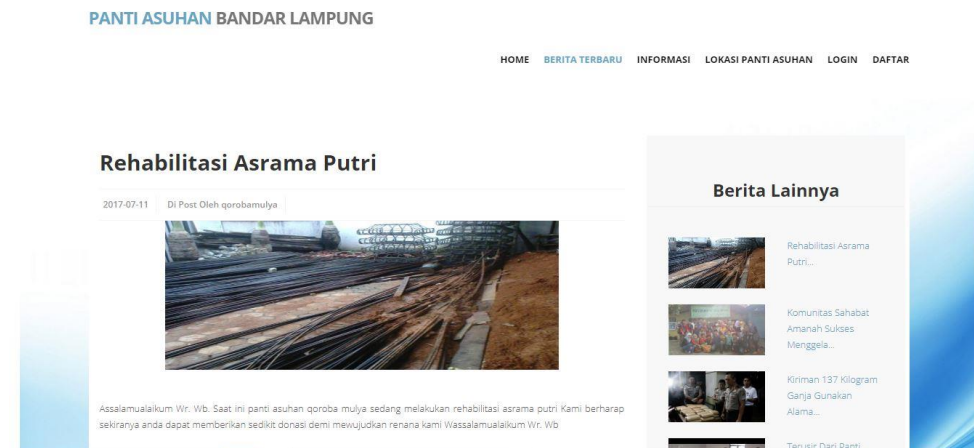 PANTI ASUHAN BANDAR LAMPUNG
HOME BERITA TERBARU INFORMASI LOKASI PANTI ASUHAN LOGIN DAFTAR
Rehabilitasi Asrama Putri
2017-07-11 Di Post Oleh qorobamulya
Assalamualaikum Wr. Wb. Saat ini panti asuhan qoroba mulya sedang melakukan rehabilitasi asrama putri Kami berharap
sekiranya anda dapat memberikan sedikit donasi demi mewujudkan renana kami Wassalamualaikum Wr. Wb
Berita Lainnya
Rehabilitasi Asrama
Putri...
Komunitas Sahabat
Amanah Sukses
Menggela...
Kiriman 137 Kilogram
Ganja Gunakan
Alama...
Terusir Dari Panti